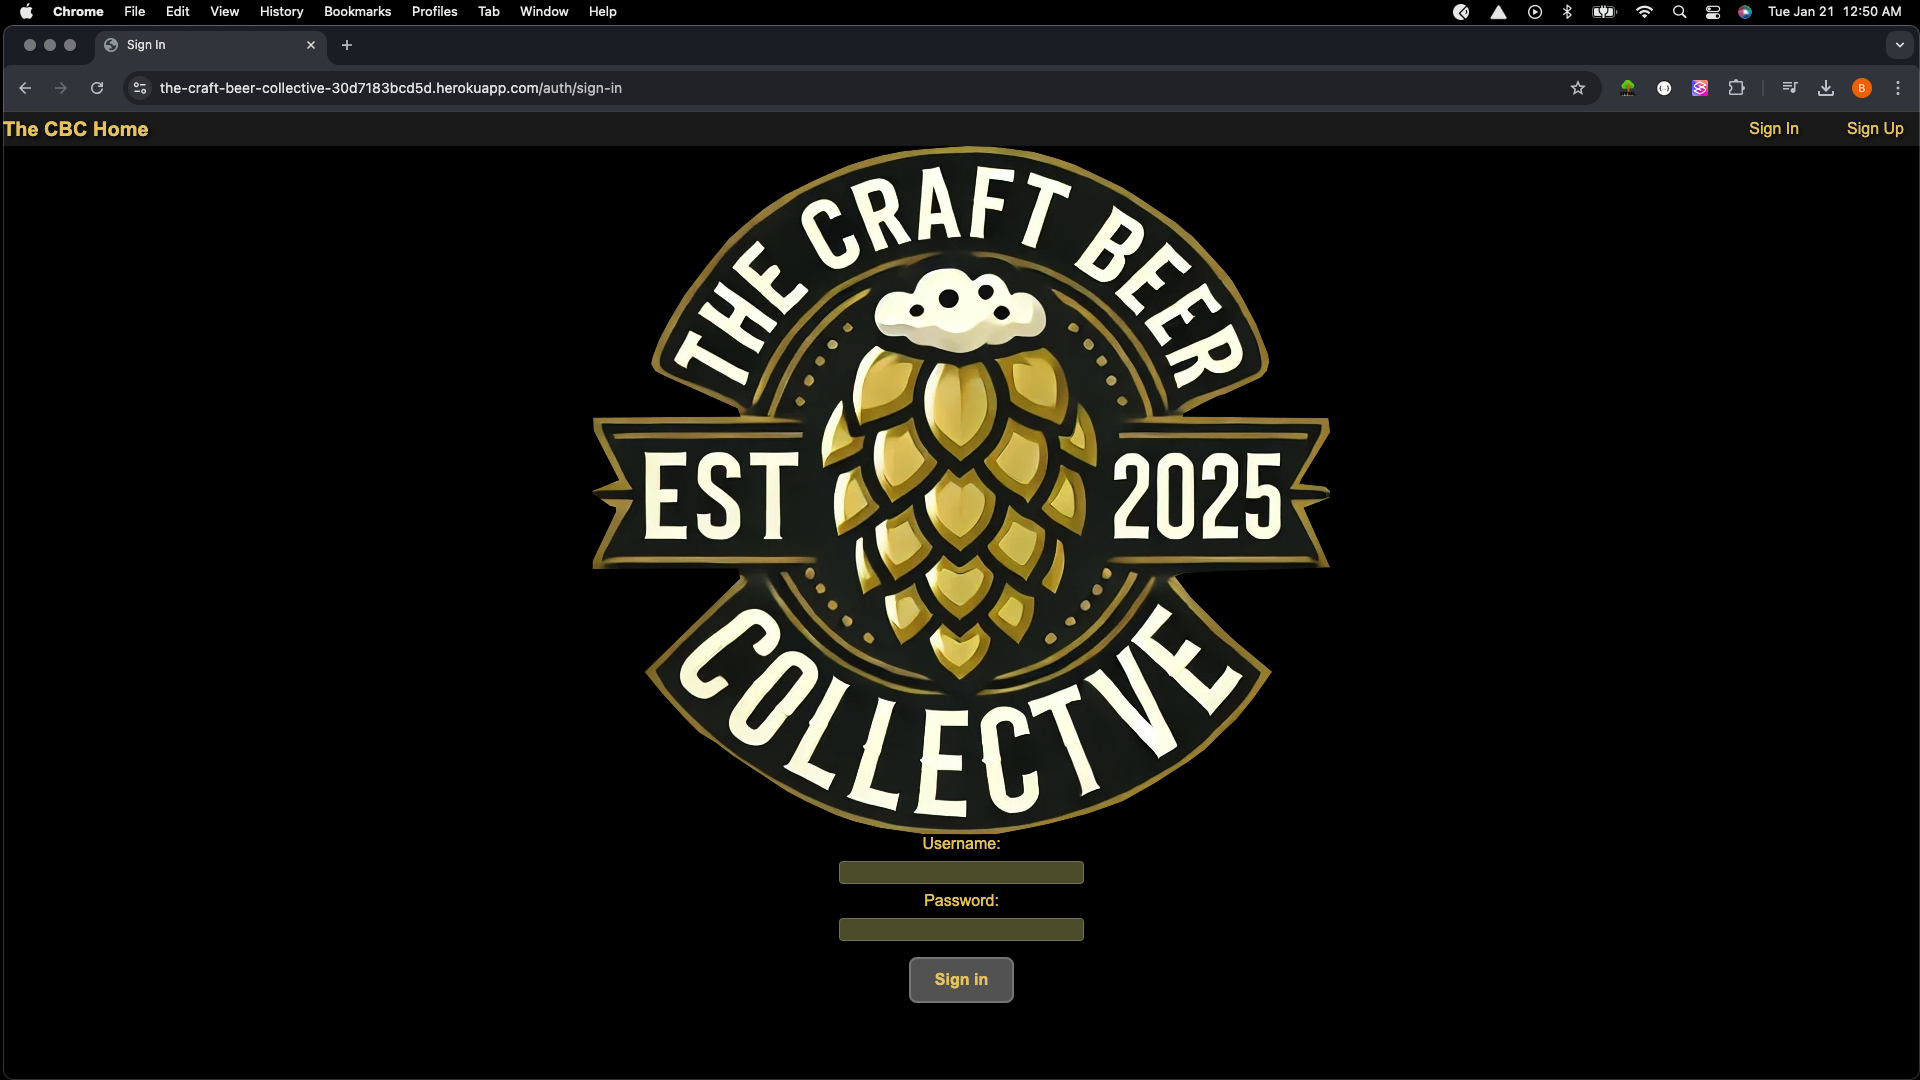 Chrome File Edit View History Bookmarks Profiles Tab Window Help Tue Jan 21 12:50 AM
Sign In
the-craft-beer-collective-30d7183bcd5d.herokuapp.com/auth/sign-in
B
The CBC Home Sign In Sign Up
THE CRAFT BEER
EST 2025
COLLECTVE
Username:
Password:
Sign in